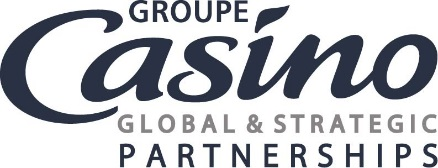 GROUPE
Casino
GLOBAL & STRATEGIC
PARTNERSHIPS